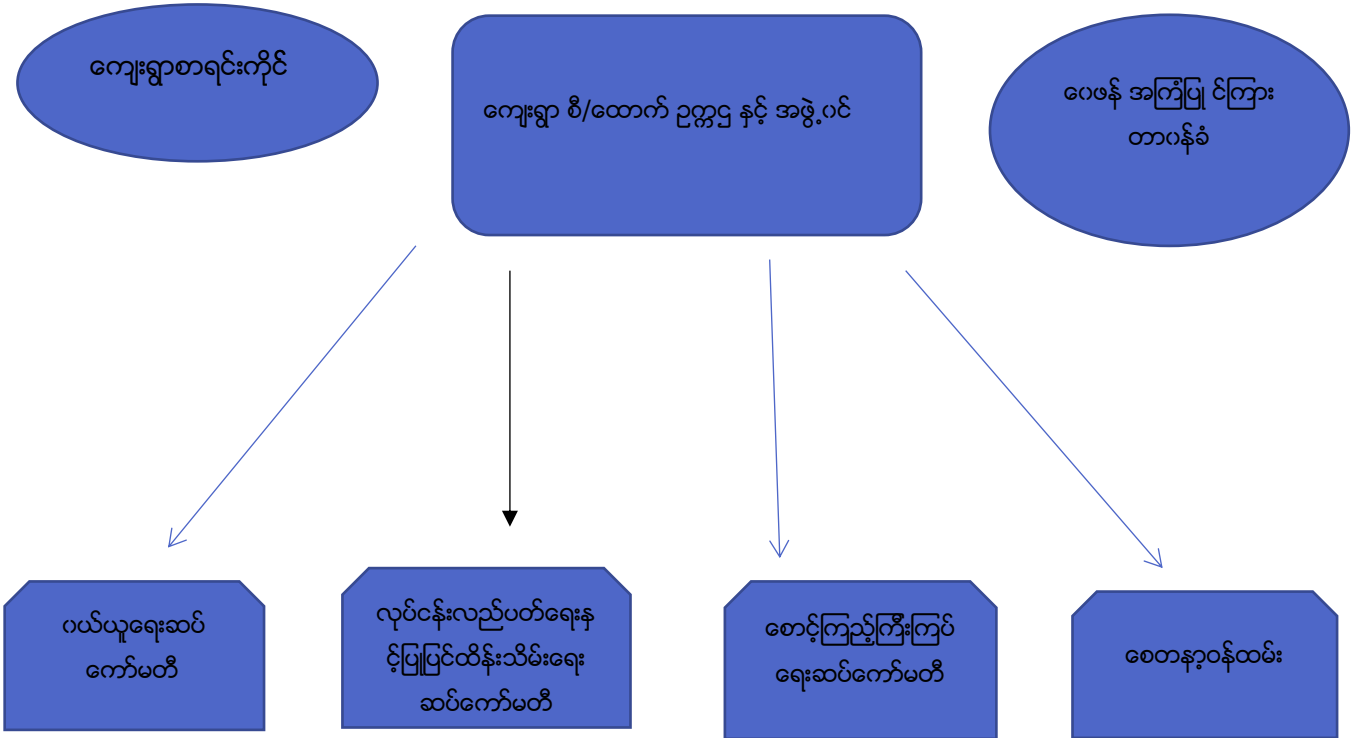 ကျေးရွာစာရင်းကိုင်
ကျေးရွာ စီ/ထောက် ဥက္ကဌ နှင့် အဖွဲ့ဝင်
ဝေဖန် အကြံပြု င်ကြား
တာဝန်ခံ
ဝယ်ယူရေးဆပ်
ကော်မတီ
လုပ်ငန်းလည်ပတ်ရေးန
ှင့်ပြုပြင်ထိန်းသိမ်းရေး
ဆပ်ကော်မတီ
စောင့်ကြည့်ကြီးကြပ်
ရေးဆပ်ကော်မတီ
စေတနာ့ဝန်ထမ်း